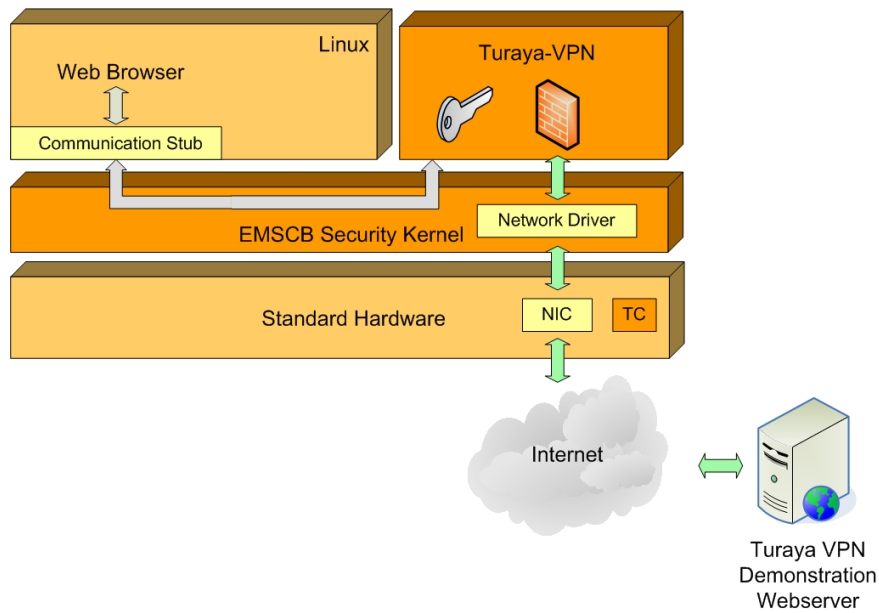 Linux
Turaya-VPN
Web Browser
Communication Stub
Network Driver
EMSCB Security Kernel
Standard Hardware
NIC
TC
Internet
Turaya VPN
Demonstration
Webserver